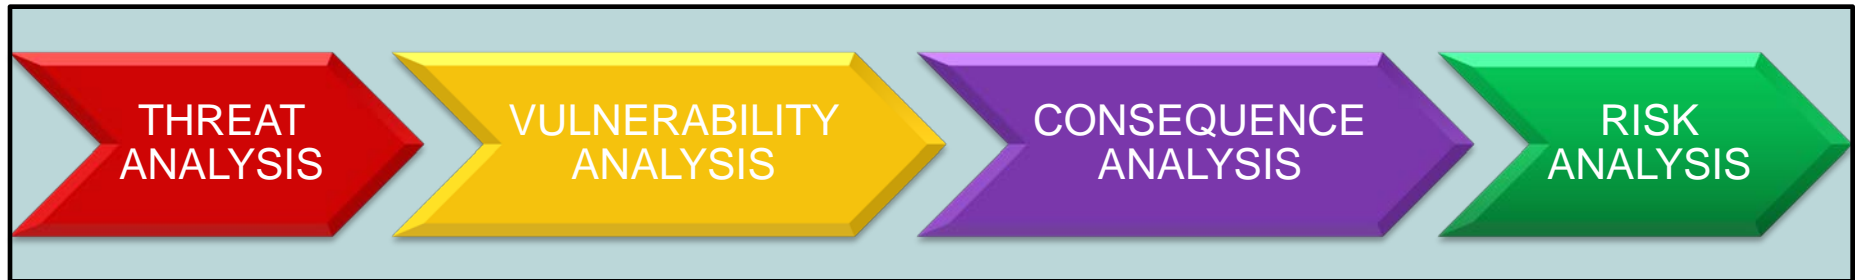 THREAT
ANALYSIS
VULNERABILITY
ANALYSIS
CONSEQUENCE
ANALYSIS
RISK
ANALYSIS